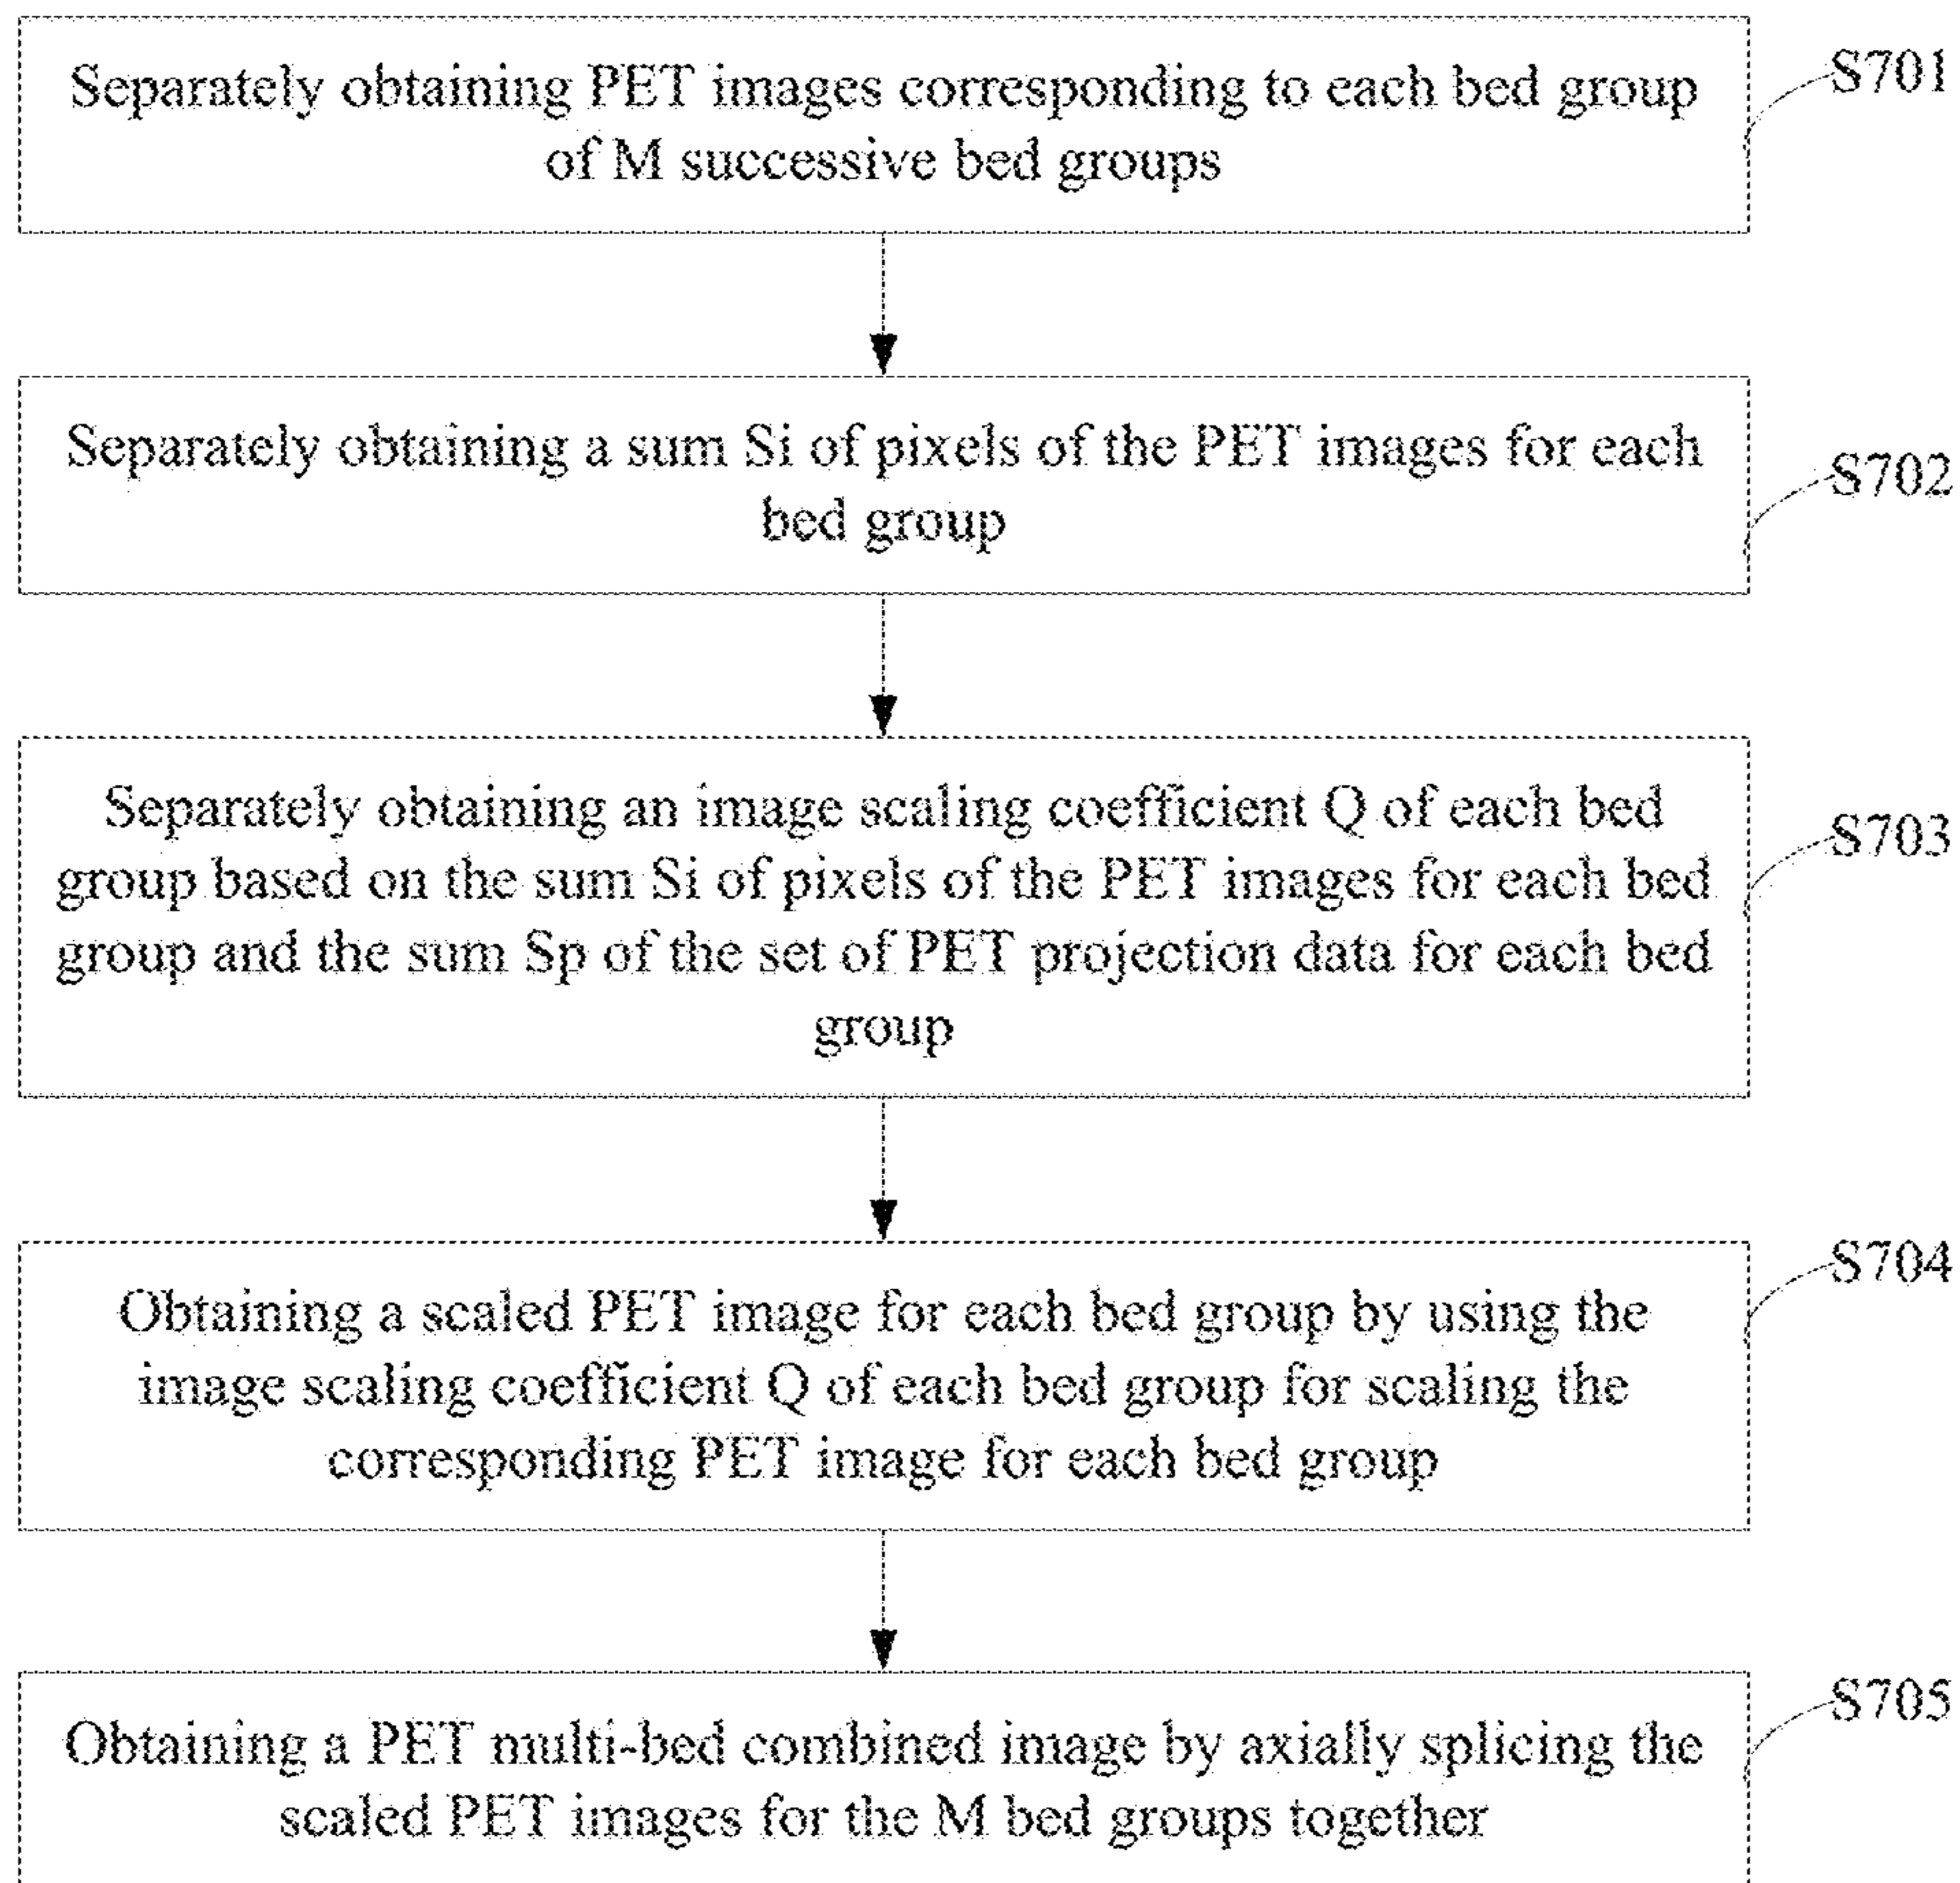 Separately obtaining PET images corresponding to each bed group
of M successive bed groups
S701
Separately obtaining a sum Si of pixels of the PET images for each
bed group
S702
Separately obtaining an image scaling coefficient Q of each bed
group based on the sum Si of pixels of the PET images for each bed
group and the sum Sp of the set of PET projection data for each bed
group
S703
Obtaining a scaled PET image for each bed group by using the
image scaling coefficient Q of each bed group for scaling the
corresponding PET image for each bed group
S704
Obtaining a PET multi-bed combined image by axially splicing the
scaled PET images for the M bed groups together
S705